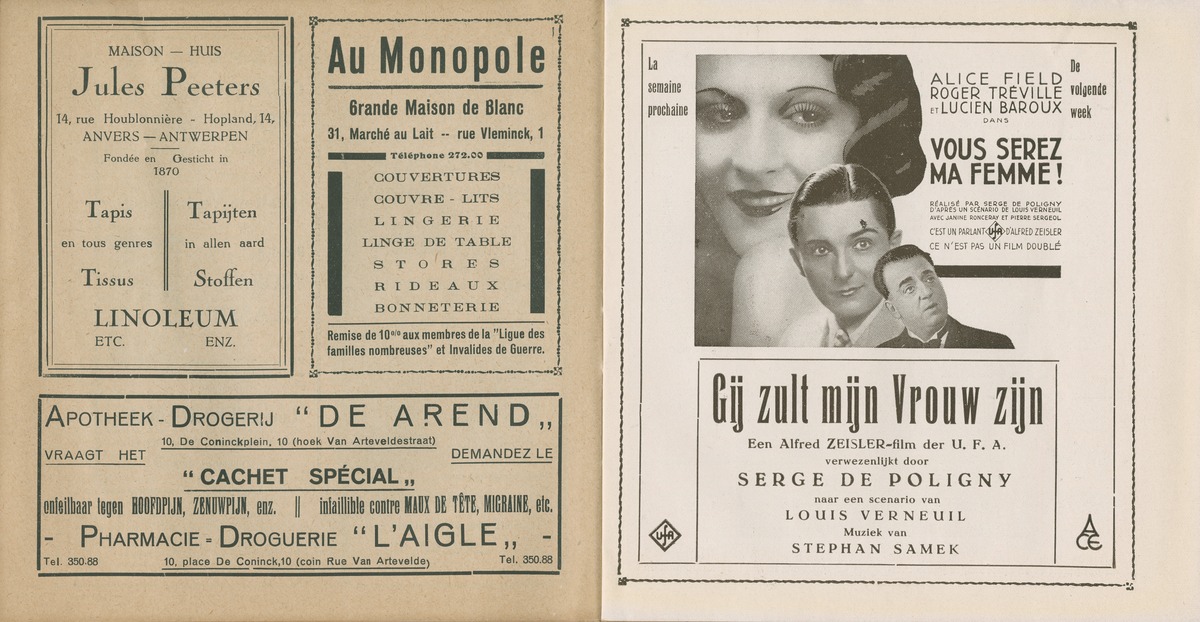 MAISON — HUIS
Jules Peeters
14, rue Houblonnière - Hopland, 14,
ANVERS — ANTWERPEN
Fondée en Gesticht in
1870
Tapis
en tous genres
Tissus
Tapijten
in allen aard
Stoffen
LINOLEUM
ETC. ENZ.
Au Monopole
Grande Maison de Blanc
31, Marché au Lait -- rue Vleminck, 1
Téléphone 272.00
COUVERTURES
COUVRE - LITS
LINGERIE
LINGE DE TABLE
STORES
RIDEAUX
BONNETERIE
Remise de 10% aux membres de la "Ligue des
familles nombreuses" et Invalides de Guerre.
APOTHEEK - DROGERIJ “DE AREND„
10, De Coninckplein, 10 (hoek Van Arteveldestraat)
VRAAGT HET
DEMANDEZ LE
“CACHET SPÉCIAL„
onfeilbaar tegen HOOFDPIJN, ZENUWPIJN, enz. || infaillible contre MAUX DE TÊTE, MIGRAINE, etc.
- PHARMACIE = DROGUERIE “L'AIGLE„ -
Tel. 350.88 10, place De Coninck,10 (coin Rue Van Artevelde) Tel. 350.88
La
semaine
prochaine
ALICE FIELD
ROGER TRÉVILLE
ET LUCIEN BAROUX
DANS
VOUS SEREZ
MA FEMME!
RÉALISÉ PAR SERGE DE POLIGNY
D'APRÈS UN SCÉNARIO DE LOUIS VERNEUIL
AVEC JANINE RONCERAY ET PIERRE SERGEOL
C'EST UN PARLANT UFA D'ALFRED ZEISLER
CE N'EST PAS UN FILM DOUBLÉ
De
volgende
week
Gij zult mijn Vrouw zijn
Een Alfred ZEISLER-film der U. F. A.
verwezenlijkt door
SERGE DE POLIGNY
naar een scenario van
LOUIS VERNEUIL
Muziek van
STEPHAN SAMEK
UFA
ACE